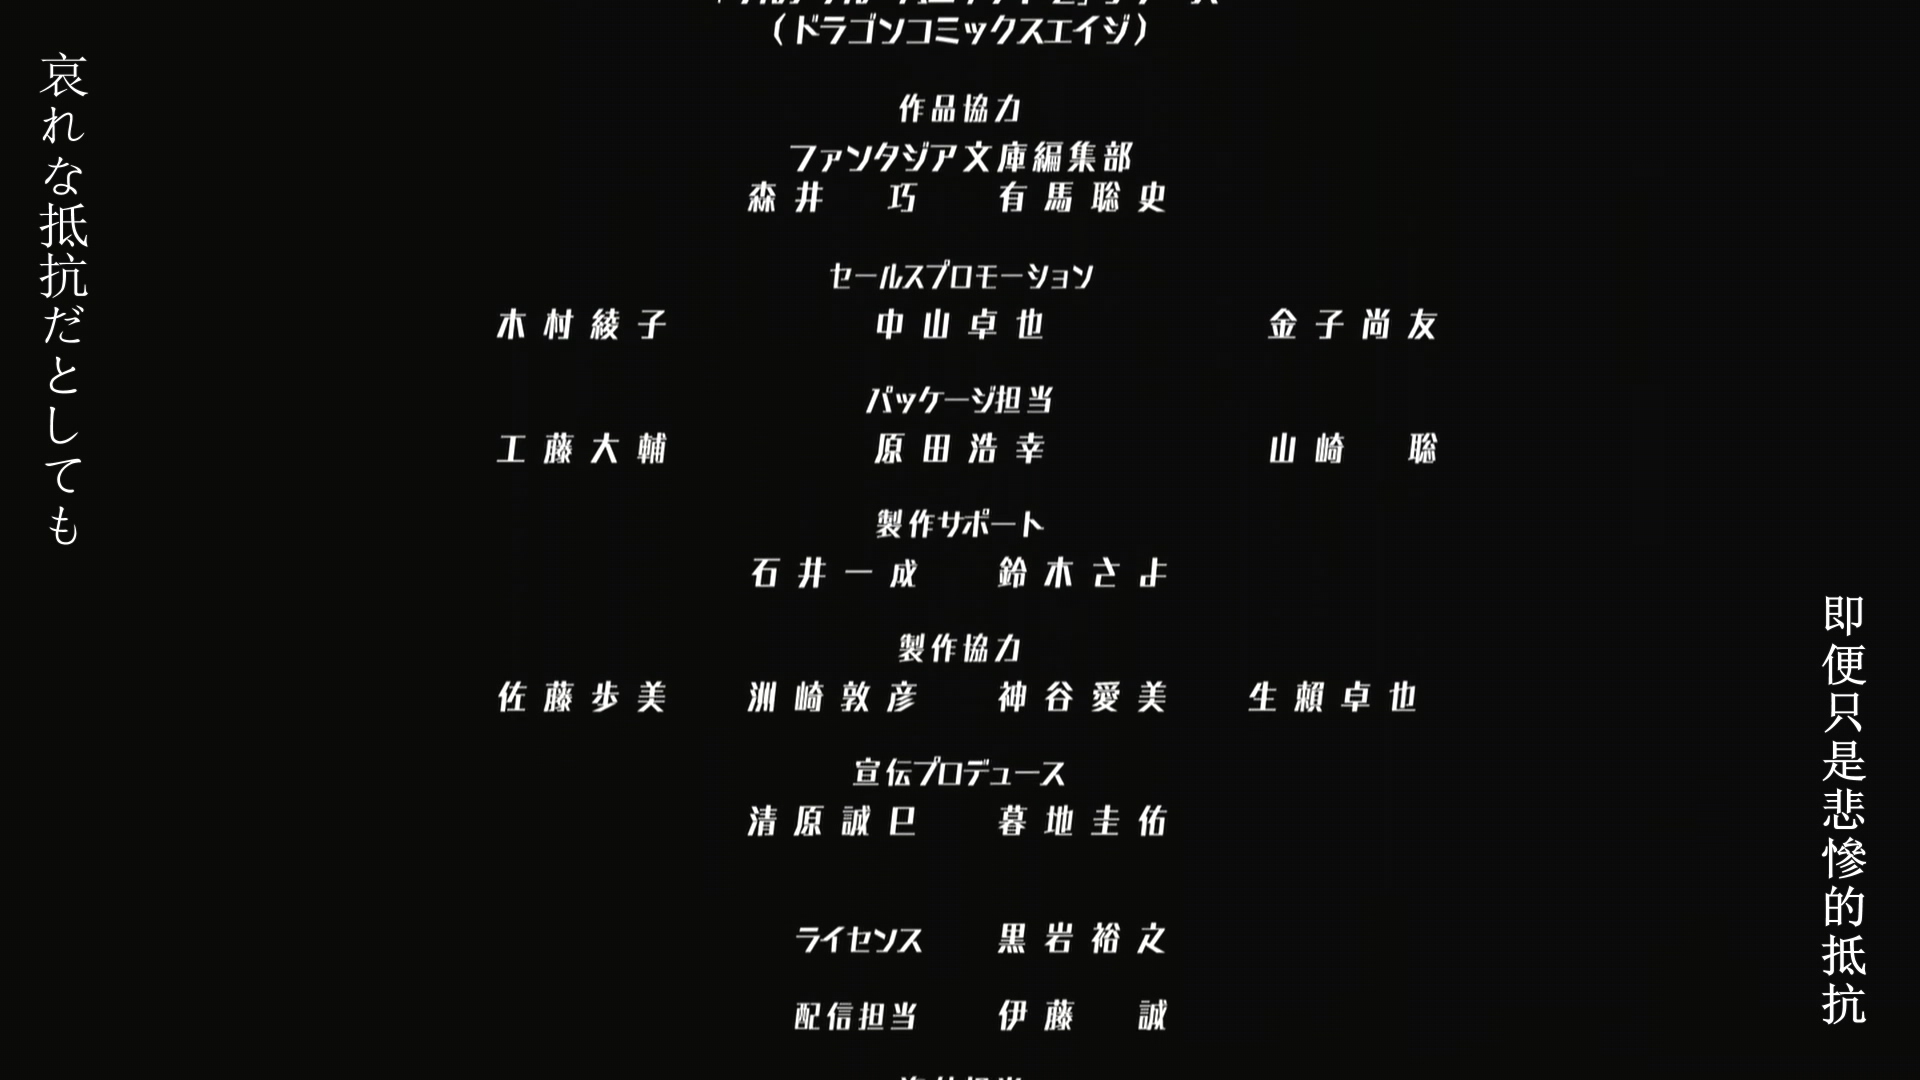 （ドラゴンコミックスエイジ）
作品協力
ファンタジア文庫編集部
森井　巧　有馬聡史
セールスプロモーション
木村綾子　中山卓也　金子尚友
パッケージ担当
工藤大輔　原田浩幸　山崎　聡
製作サポート
石井一成　鈴木さよ
製作協力
佐藤歩美　洲崎敦彦　神谷愛美　生頼卓也
宣伝プロデュース
清原誠巳　暮地圭佑
ライセンス　黒岩裕之
配信担当　伊藤　誠
哀れな抵抗だとしても
即便只是悲慘的抵抗